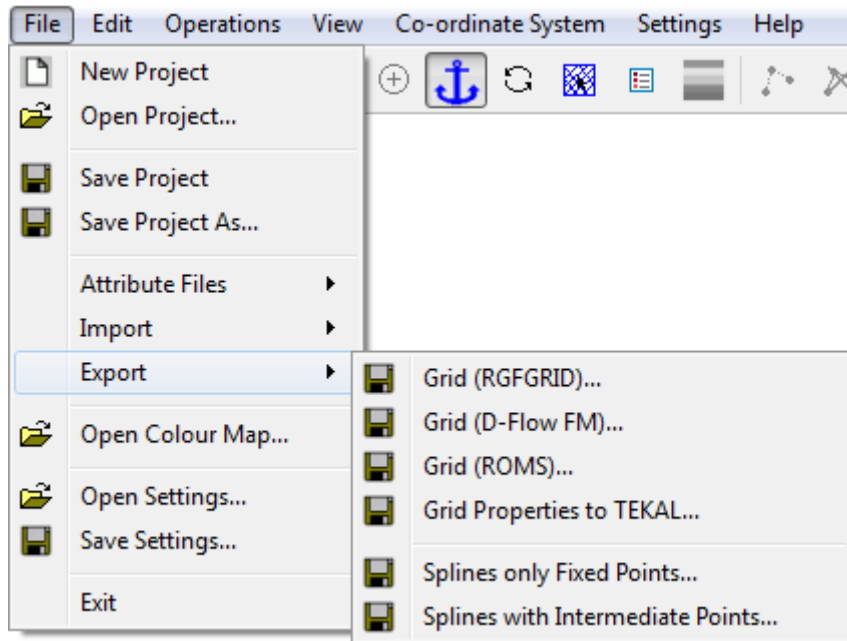 File Edit Operations View Co-ordinate System Settings Help
New Project
Open Project...
Save Project
Save Project As...
Attribute Files
Import
Export
Open Colour Map...
Open Settings...
Save Settings...
Exit
Grid (RGFGRID)...
Grid (D-Flow FM)...
Grid (ROMS)...
Grid Properties to TEKAL...
Splines only Fixed Points...
Splines with Intermediate Points...